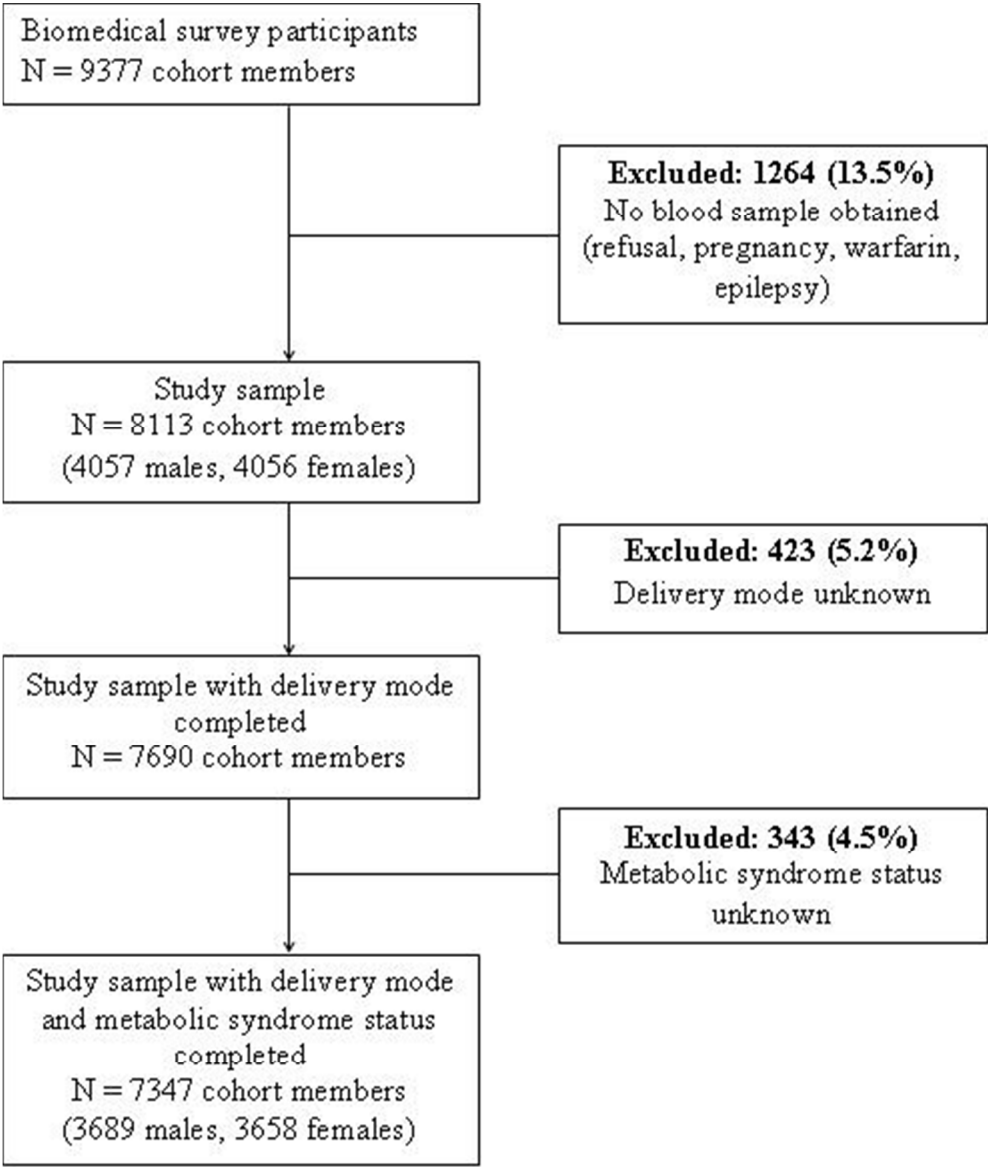 Biomedical survey participants
N = 9377 cohort members
Excluded: 1264 (13.5%)
No blood sample obtained
(refusal, pregnancy, warfarin,
epilepsy)
Study sample
N = 8113 cohort members
(4057 males, 4056 females)
Excluded: 423 (5.2%)
Delivery mode unknown
Study sample with delivery mode
completed
N = 7690 cohort members
Excluded: 343 (4.5%)
Metabolic syndrome status
unknown
Study sample with delivery mode
and metabolic syndrome status
completed
N = 7347 cohort members
(3689 males, 3658 females)